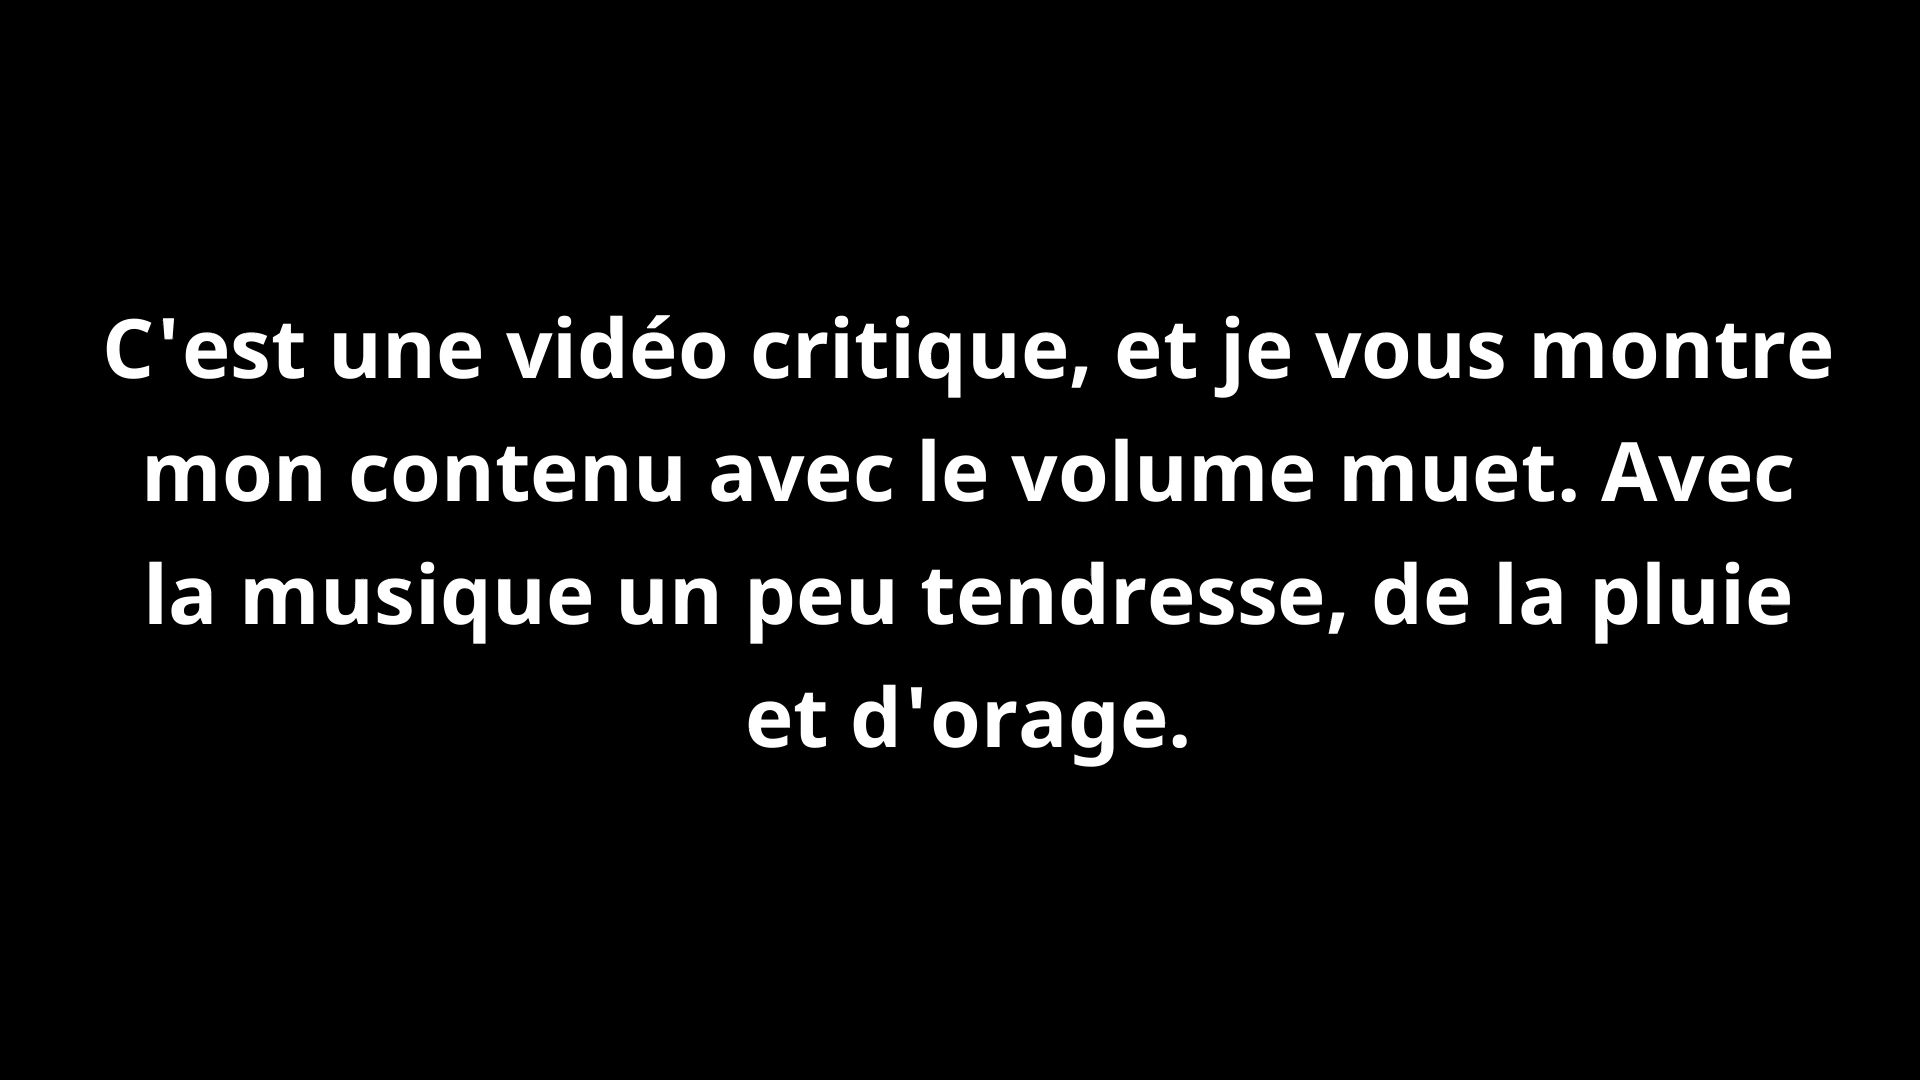 C'est une vidéo critique, et je vous montre
mon contenu avec le volume muet. Avec
la musique un peu tendresse, de la pluie
et d'orage.